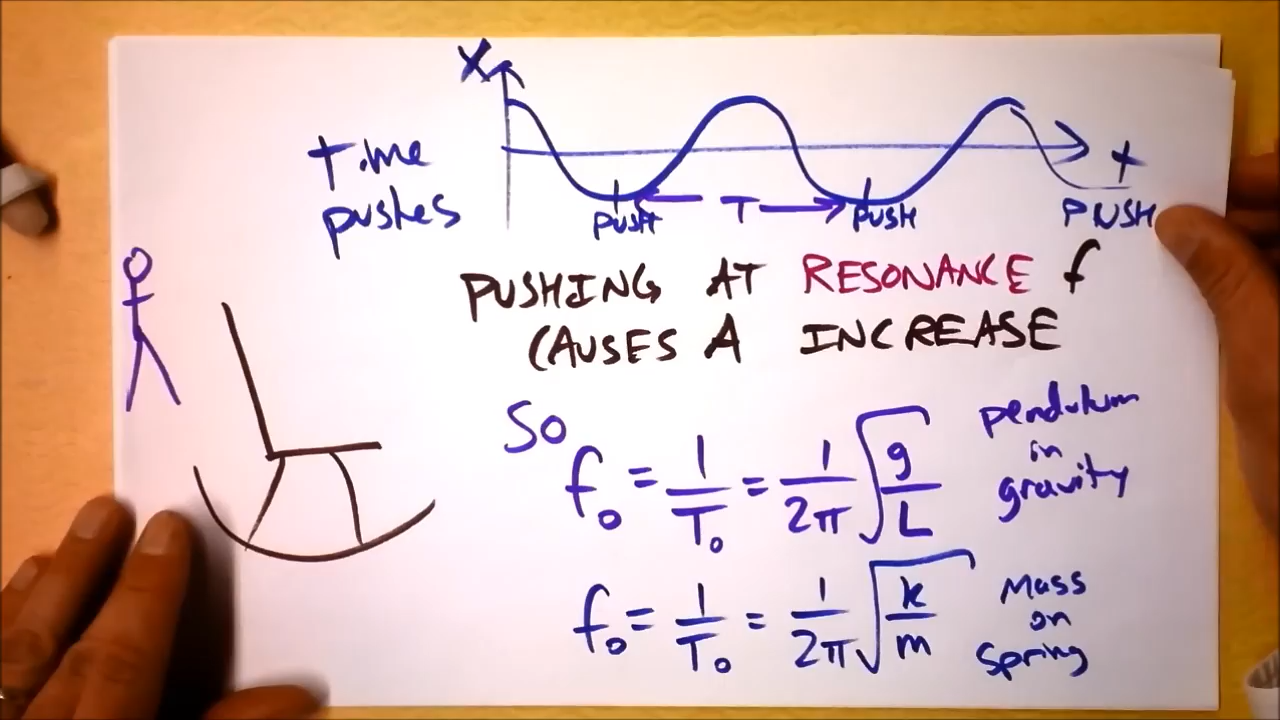 X
time
pushes
t
PUSH T PUSH PUSH
PUSHING AT RESONANCE f
CAUSES A INCREASE
SO
f₀ = 1/T₀ = 1/2π √(g/L)
pendulum
in
gravity
f₀ = 1/T₀ = 1/2π √(k/m)
Mass
on
spring